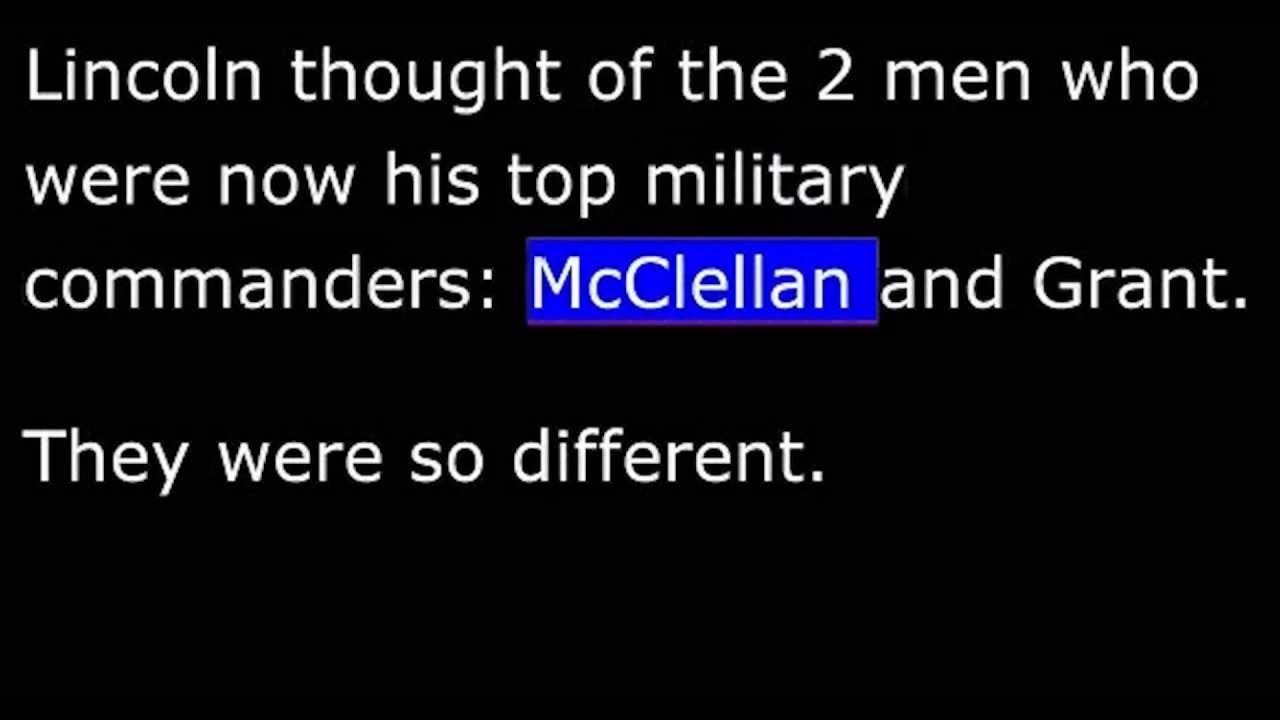 Lincoln thought of the 2 men who
were now his top military
commanders: McClellan and Grant.
They were so different.